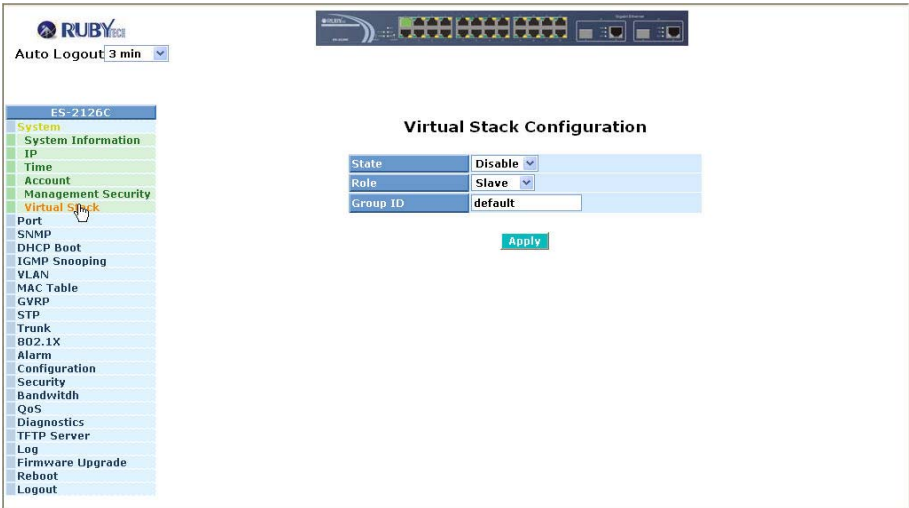 RUBYTECH
Auto Logout 3 min
ES-2126C
System
System Information
IP
Time
Account
Management Security
Virtual Stack
Port
SNMP
DHCP Boot
IGMP Snooping
VLAN
MAC Table
GVRP
STP
Trunk
802.1X
Alarm
Configuration
Security
Bandwitdh
QoS
Diagnostics
TFTP Server
Log
Firmware Upgrade
Reboot
Logout
Virtual Stack Configuration
State Disable
Role Slave
Group ID default
Apply